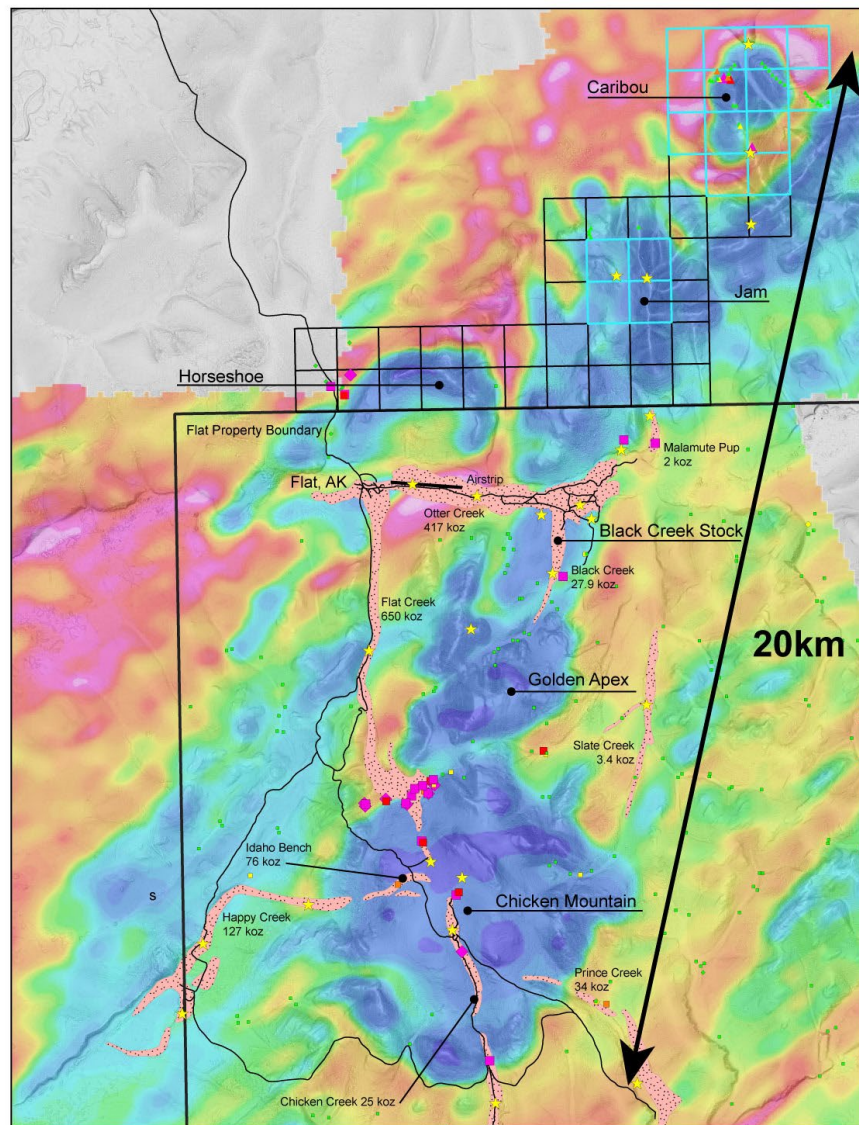 Caribou
Jam
Horseshoe
Flat Property Boundary
Malamute Pup
2 koz
Flat, AK
Airstrip
Otter Creek
417 koz
Black Creek Stock
Black Creek
27.9 koz
Flat Creek
650 koz
20km
Golden Apex
Slate Creek
3.4 koz
Idaho Bench
76 koz
S
Chicken Mountain
Happy Creek
127 koz
Prince Creek
34 koz
Chicken Creek 25 koz